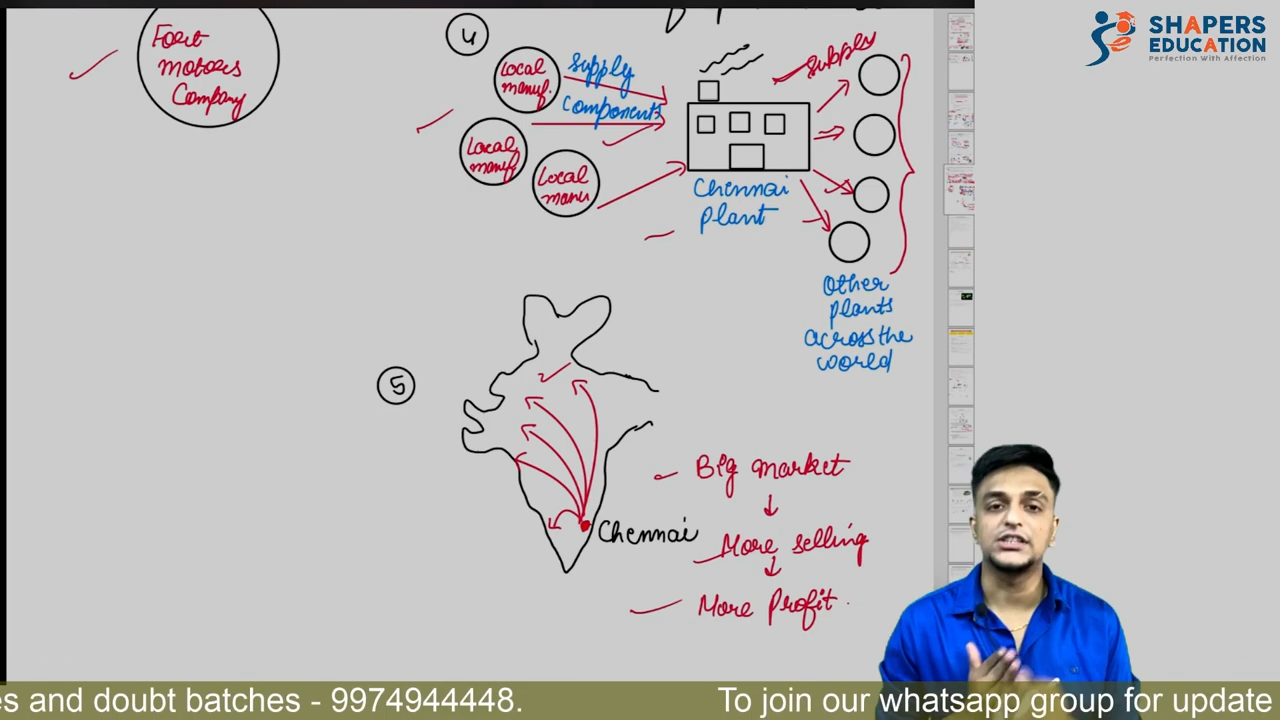 SHAPERS
EDUCATION
Perfection With Affection
Ford
motors
Company
4
Local
manuf.
Supply
components
Local
manuf.
Local
manu
Supply
Chennai
plant
Other
plants
across the
world
5
Chennai
Big market
More selling
More Profit.
es and doubt batches - 9974944448.
To join our whatsapp group for update